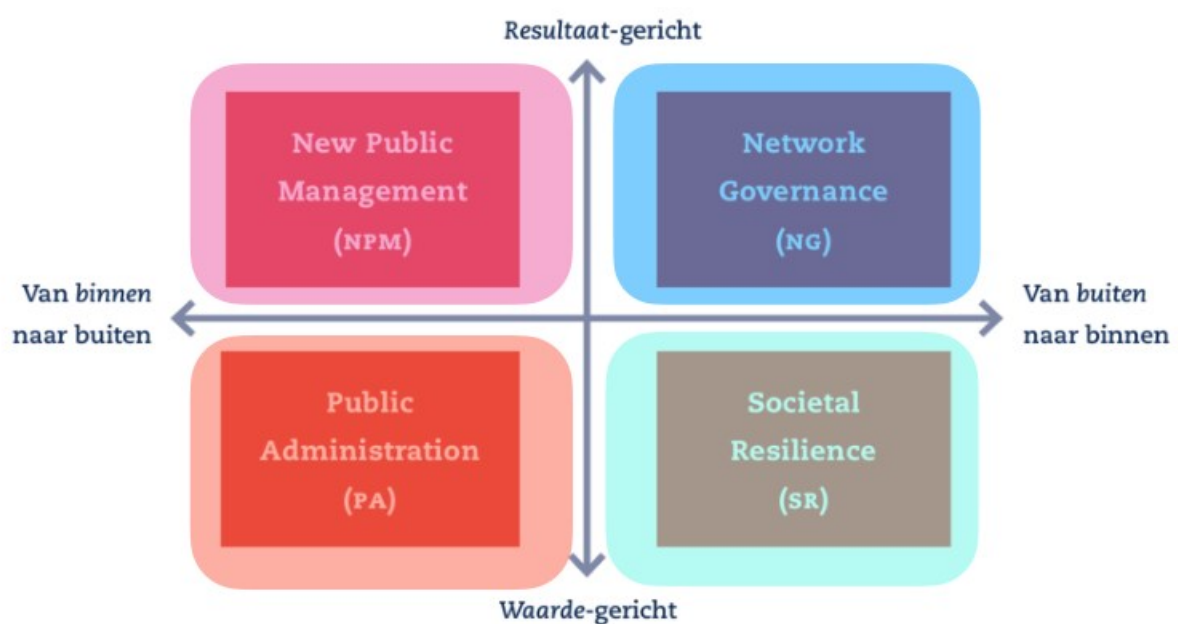 Resultaat-gericht
New Public
Management
(NPM)
Network
Governance
(NG)
Van binnen
naar buiten
Van buiten
naar binnen
Public
Administration
(PA)
Societal
Resilience
(SR)
Waarde-gericht